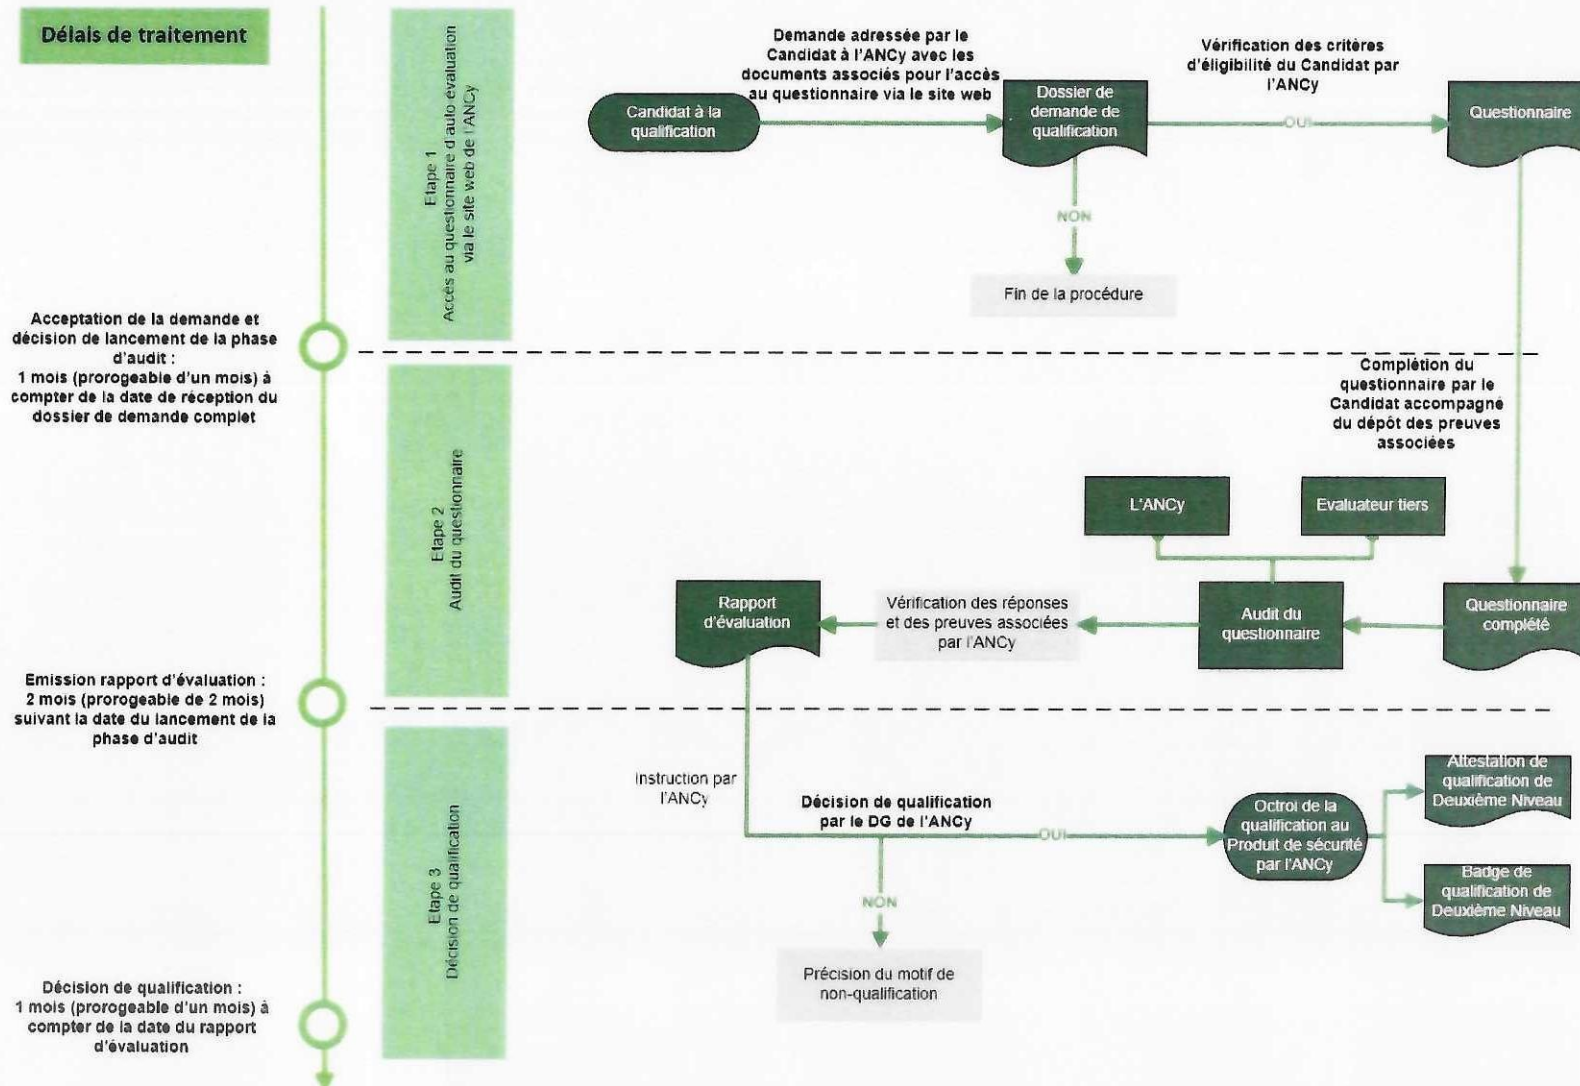 Délais de traitement
Etape 1
Accès au questionnaire d'auto-évaluation
via le site web de l'ANCy
Demande adressée par le
Candidat à l'ANCy avec les
documents associés pour l'accès
au questionnaire via le site web
Vérification des critères
d'éligibilité du Candidat par
l'ANCy
Candidat à la
qualification
Dossier de
demande de
qualification
OUI
Questionnaire
NON
Fin de la procédure
Acceptation de la demande et
décision de lancement de la phase
d'audit :
1 mois (prorogeable d'un mois) à
compter de la date de réception du
dossier de demande complet
Complétion du
questionnaire par le
Candidat accompagné
du dépôt des preuves
associées
Etape 2
Audit du questionnaire
L'ANCy
Evaluateur tiers
Rapport
d'évaluation
Vérification des réponses
et des preuves associées
par l'ANCy
Audit du
questionnaire
Questionnaire
complété
Emission rapport d'évaluation :
2 mois (prorogeable de 2 mois)
suivant la date du lancement de la
phase d'audit
Etape 3
Décision de qualification
Instruction par
l'ANCy
Décision de qualification
par le DG de l'ANCy
OUI
Octroi de la
qualification au
Produit de sécurité
par l'ANCy
Attestation de
qualification de
Deuxième Niveau
Badge de
qualification de
Deuxième Niveau
NON
Précision du motif de
non-qualification
Décision de qualification :
1 mois (prorogeable d'un mois) à
compter de la date du rapport
d'évaluation